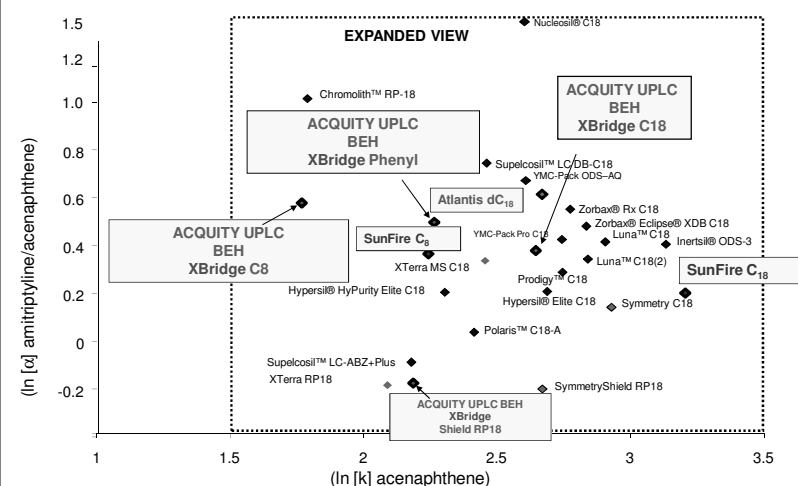 EXPANDED VIEW
Nucleosil® C18
Chromolith™ RP-18
ACQUITY UPLC
BEH
XBridge C18
ACQUITY UPLC
BEH
XBridge Phenyl
Supelcosil™ LC/DB-C18
YMC-Pack ODS–AQ
Atlantis dC18
Zorbax® Rx C18
Zorbax® Eclipse® XDB C18
ACQUITY UPLC
BEH
XBridge C8
SunFire C8
YMC-Pack Pro C18
Luna™ C18
Inertsil® ODS-3
XTerra MS C18
Luna™ C18(2)
SunFire C18
Prodigy™ C18
Hypersil® HyPurity Elite C18
Hypersil® Elite C18
Symmetry C18
Polaris™ C18-A
Supelcosil™ LC-ABZ+Plus
XTerra RP18
SymmetryShield RP18
ACQUITY UPLC BEH
XBridge
Shield RP18
1.5
1.2
1.0
0.8
0.6
0.4
0.2
0
-0.2
(ln [α] amitriptyline/acenaphthene)
1
1.5
2
2.5
3
3.5
(ln [k] acenaphthene)